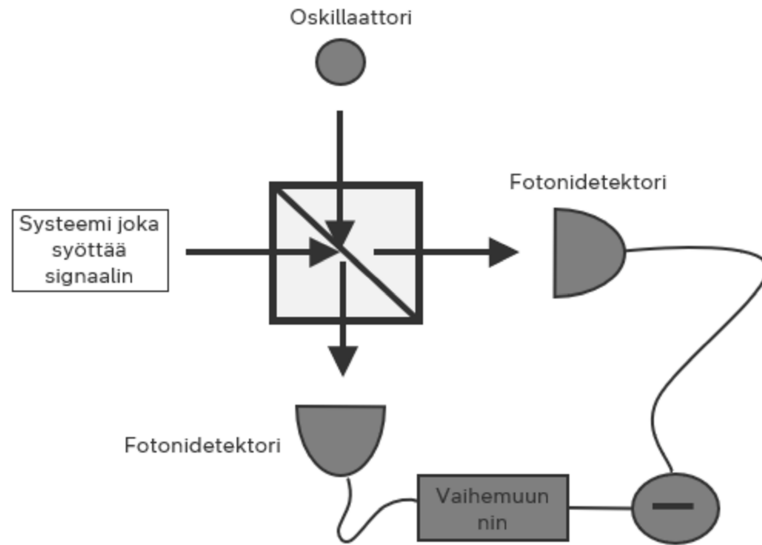 Oskillaattori
Fotonidetektori
Systeemi joka
syöttää
signaalin
Fotonidetektori
Vaihemuun
nin